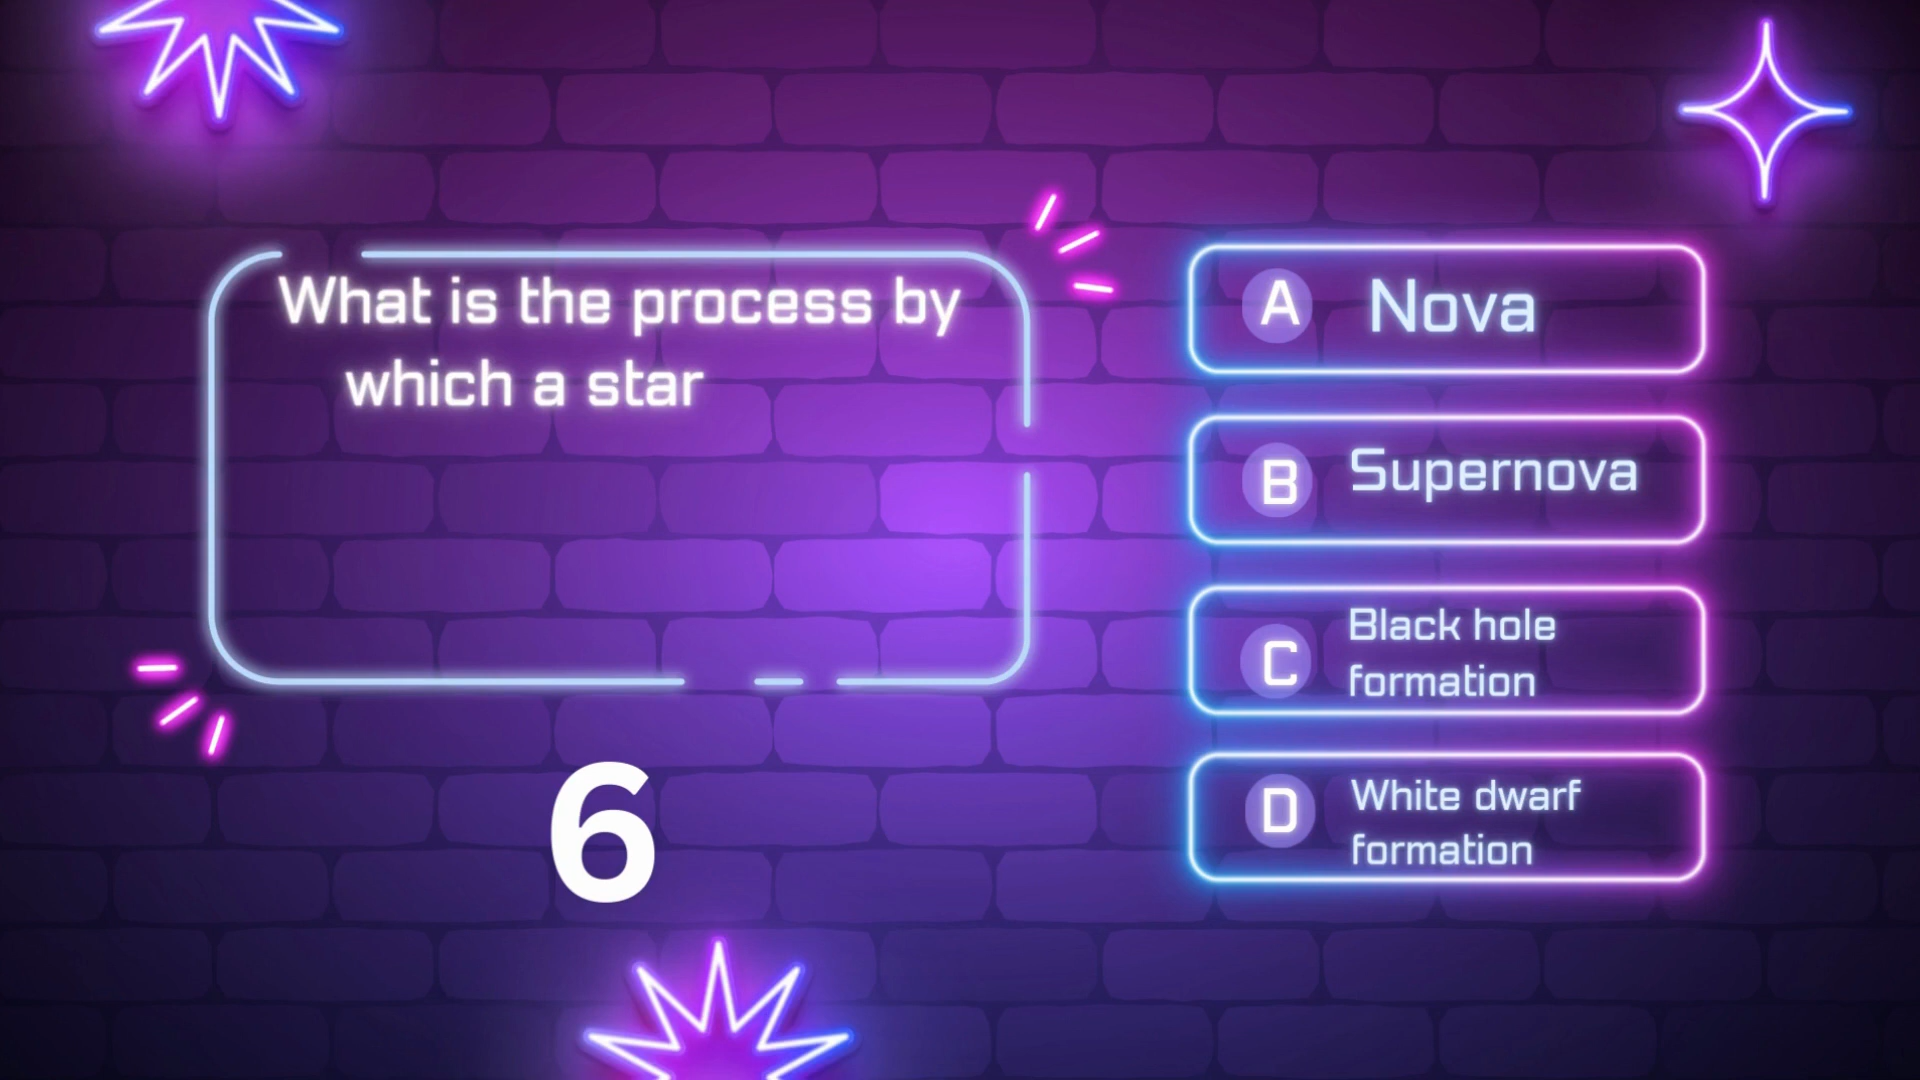 What is the process by
which a star
A Nova
B Supernova
C Black hole
formation
D White dwarf
formation
6